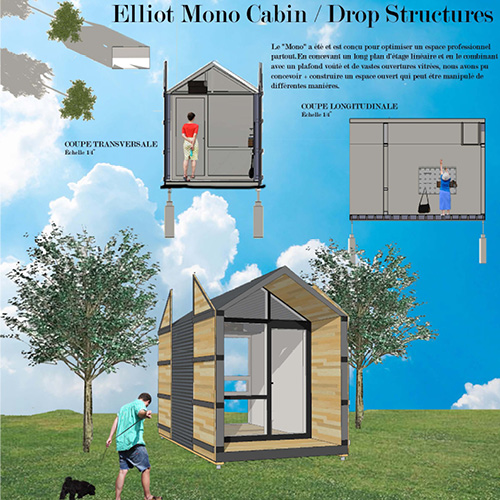 Elliot Mono Cabin / Drop Structures
Le "Mono" a été et est conçu pour optimiser un espace professionnel
partout.En concevant un long plan d'étage linéaire et en le combinant
avec un plafond voûté et de vastes ouvertures vitrées, nous avons pu
concevoir + construire un espace ouvert qui peut être manipule de
différentes manières.
COUPE LONGITUDINALE
Echelle 1/4"
COUPE TRANSVERSALE
Echelle 1/4"